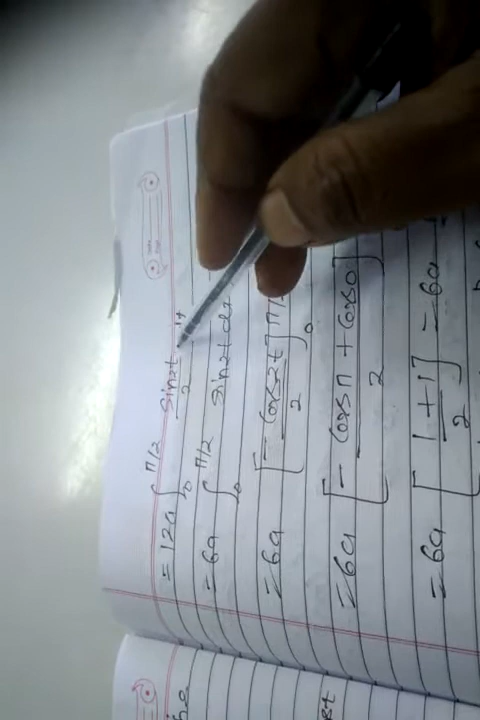 = 12a ∫₀^π/2 sin2t/2 dt
= 6a ∫₀^π/2 sin2t dt
= 6a [-cos2t/2]₀^π/2
= 6a [-cosπ + cos0/2]
= 6a [1+1/2] = 6a